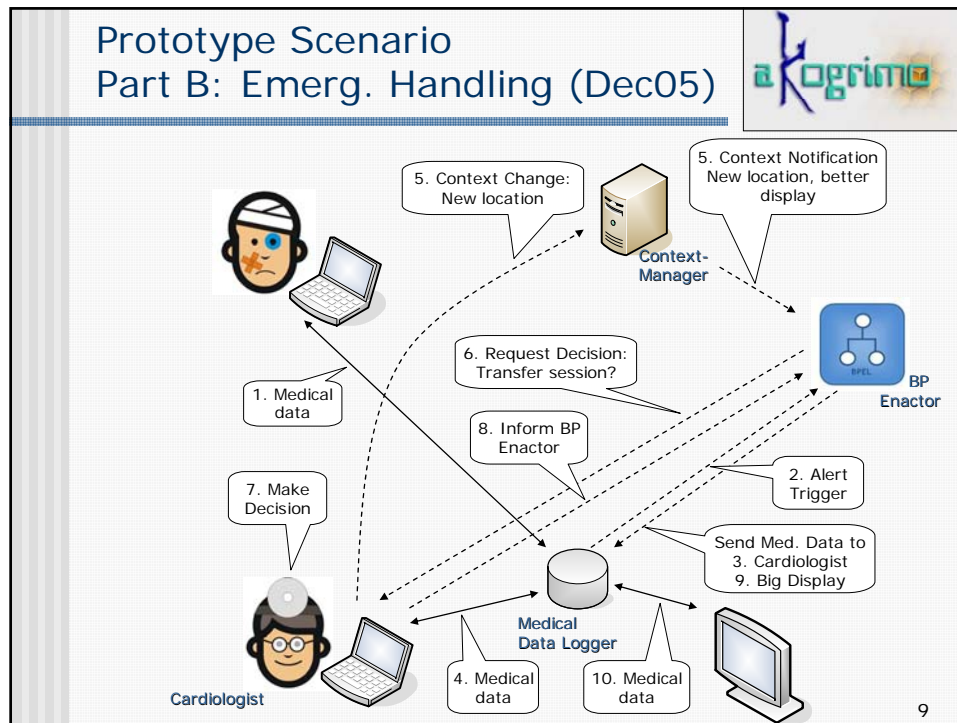 Prototype Scenario
Part B: Emerg. Handling (Dec05)
akogrimo
5. Context Change:
New location
5. Context Notification
New location, better
display
Context-
Manager
6. Request Decision:
Transfer session?
BPEL
BP
Enactor
1. Medical
data
8. Inform BP
Enactor
2. Alert
Trigger
7. Make
Decision
Send Med. Data to
3. Cardiologist
9. Big Display
Medical
Data Logger
4. Medical
data
10. Medical
data
Cardiologist
9